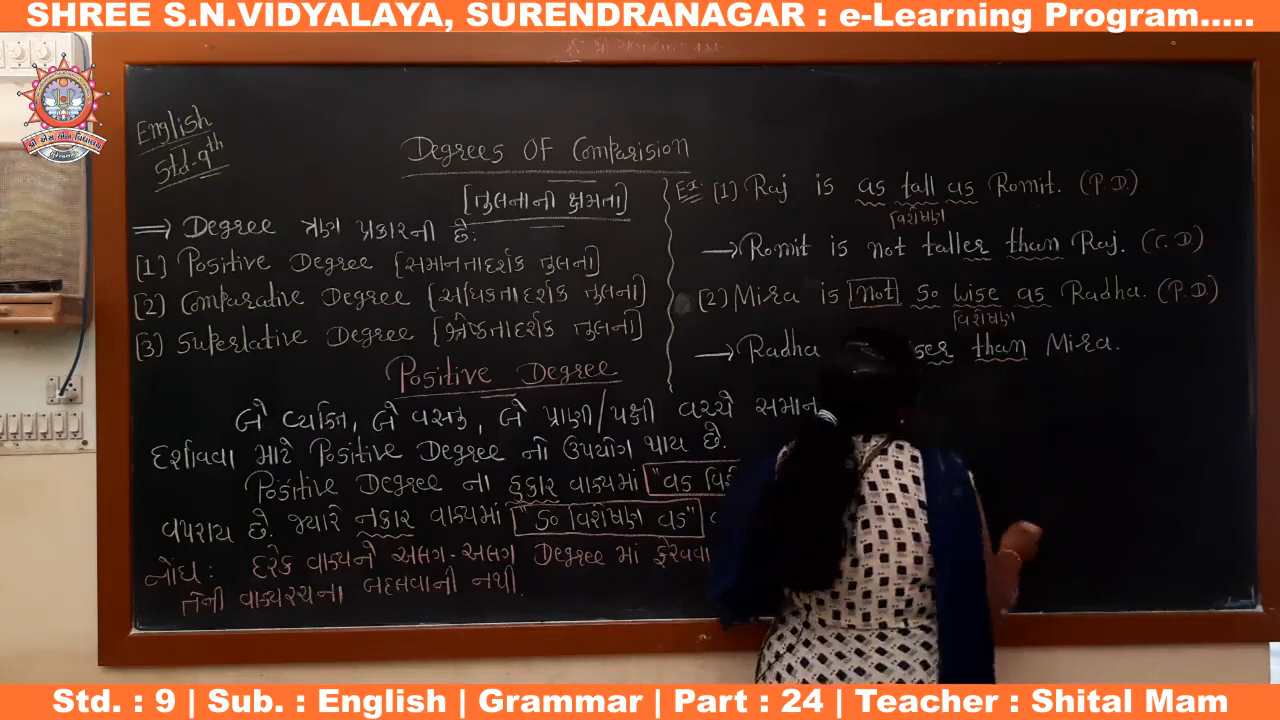 SHREE S.N.VIDYALAYA, SURENDRANAGAR : e-Learning Program.....
English
Std-9th
Degrees OF Comparision
[તુલનાની ક્ષમતા]
⇒ Degree ત્રણ પ્રકારની છે.
[1] Positive Degree [સમાનતાદર્શક તુલના]
[2] Comparative Degree [અધિકતાદર્શક તુલના]
[3] Superlative Degree [શ્રેષ્ઠતાદર્શક તુલના]
Positive Degree
બે વ્યક્તિ, બે વસ્તુ, બે પ્રાણી/પક્ષી વચ્ચે સમાન
દર્શાવવા માટે Positive Degree નો ઉપયોગ થાય છે.
Positive Degree ના હકાર વાક્યમાં
વપરાય છે. જ્યારે નકાર વાક્યમાં "so વિશેષણ as"
નોંધ: દરેક વાક્યને અલગ-અલગ Degree માં ફેરવવા
તેની વાક્યરચના બદલવાની નથી.
EX: [1] Raj is as tall as Romit. (P.D.)
વિશેષણ
→ Romit is not taller than Raj. (C.D)
[2] Mira is not so wise as Radha. (P.D)
વિશેષણ
→ Radha ser than Mira.
Std. : 9 | Sub. : English | Grammar | Part : 24 | Teacher : Shital Mam